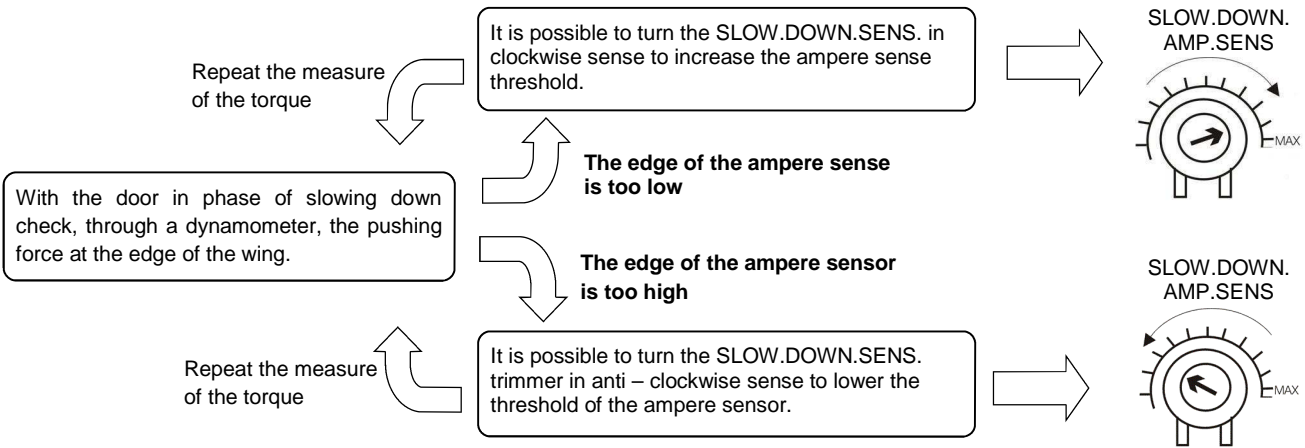 It is possible to turn the SLOW.DOWN.SENS. in
clockwise sense to increase the ampere sense
threshold.
SLOW.DOWN.
AMP.SENS
MAX
Repeat the measure
of the torque
The edge of the ampere sense
is too low
With the door in phase of slowing down
check, through a dynamometer, the pushing
force at the edge of the wing.
The edge of the ampere sensor
is too high
SLOW.DOWN.
AMP.SENS
MAX
Repeat the measure
of the torque
It is possible to turn the SLOW.DOWN.SENS.
trimmer in anti – clockwise sense to lower the
threshold of the ampere sensor.